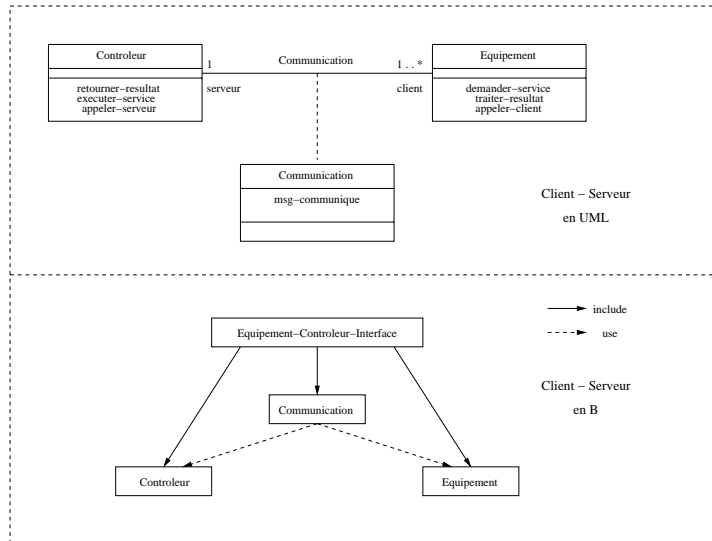 Controleur
retourner–resultat
executer–service
appeler–serveur
1
serveur
Communication
1 . . *
client
Equipement
demander–service
traiter–resultat
appeler–client
Communication
msg–communique
Client – Serveur
en UML
include
use
Equipement–Controleur–Interface
Communication
Client – Serveur
en B
Controleur
Equipement